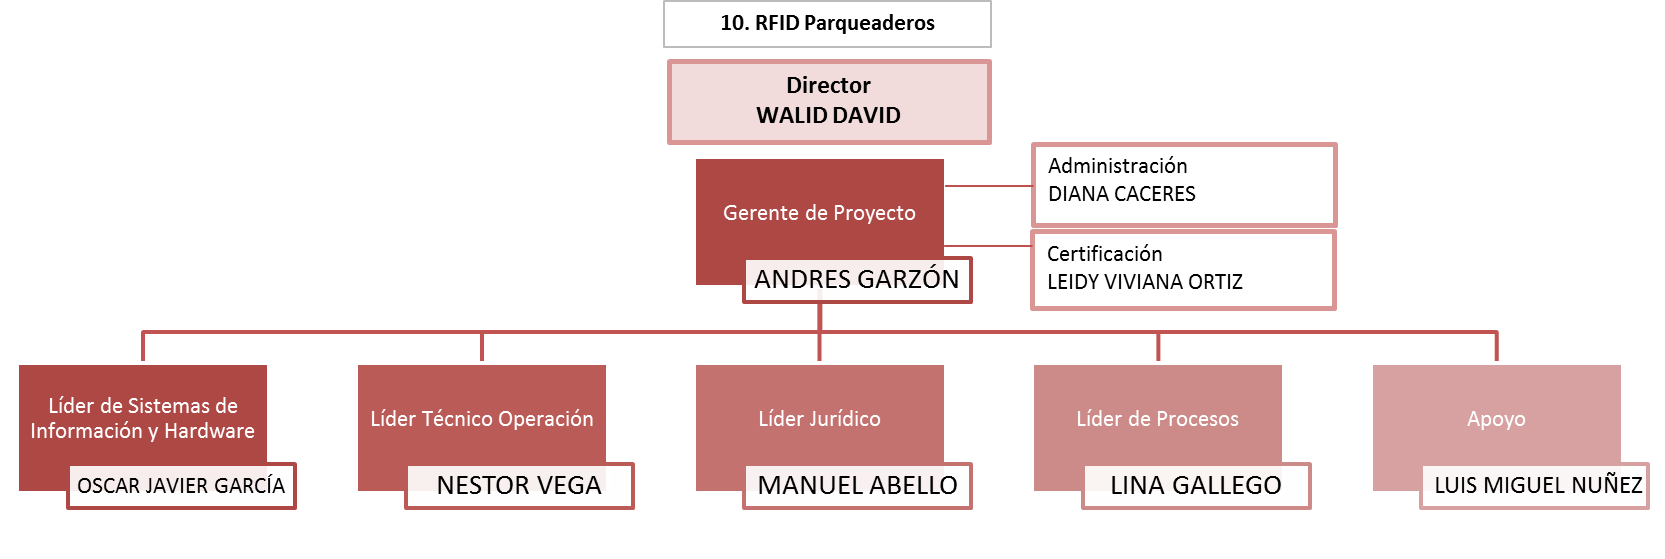 10. RFID Parqueaderos
Director
WALID DAVID
Gerente de Proyecto
ANDRES GARZÓN
Administración
DIANA CACERES
Certificación
LEIDY VIVIANA ORTIZ
Líder de Sistemas de
Información y Hardware
OSCAR JAVIER GARCÍA
Líder Técnico Operación
NESTOR VEGA
Líder Jurídico
MANUEL ABELLO
Líder de Procesos
LINA GALLEGO
Apoyo
LUIS MIGUEL NUÑEZ